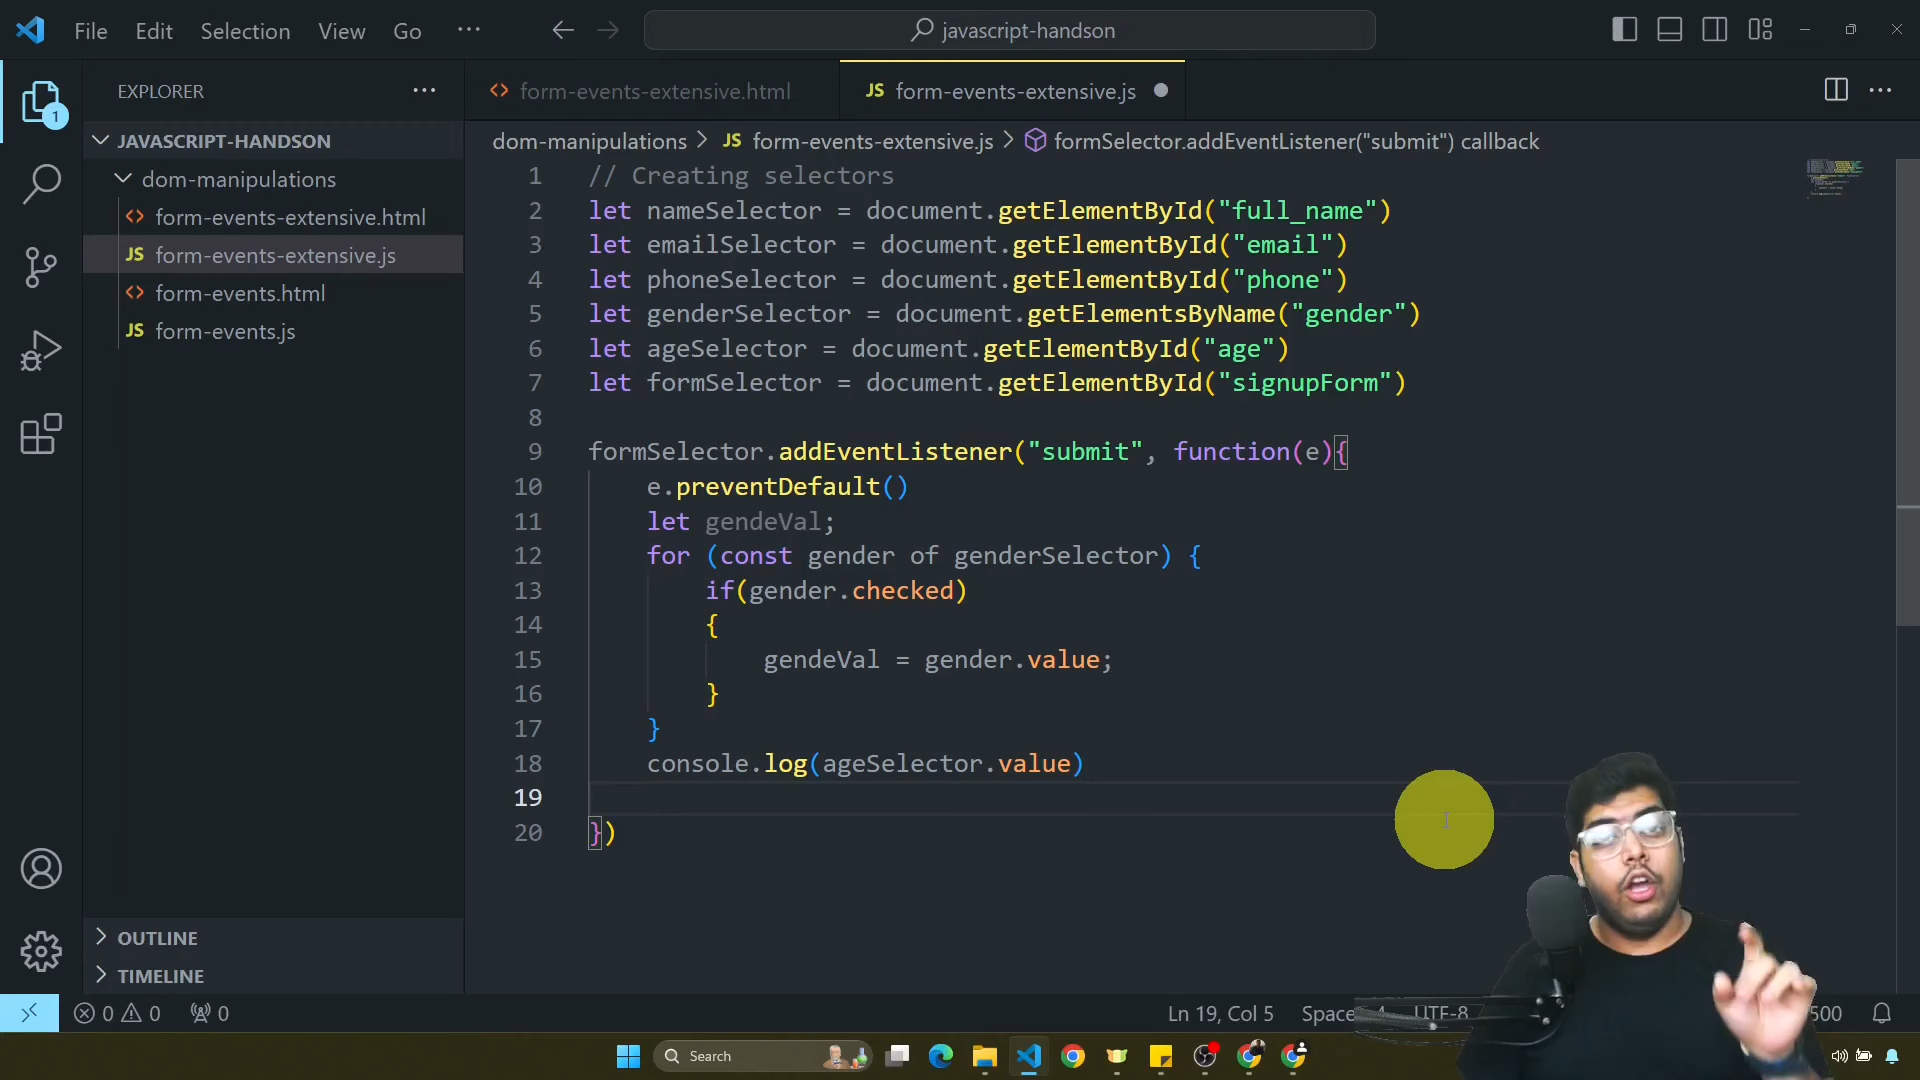 File Edit Selection View Go ··· javascript-handson
EXPLORER ···
JAVASCRIPT-HANDSON
dom-manipulations
<> form-events-extensive.html
JS form-events-extensive.js
<> form-events.html
JS form-events.js
OUTLINE
TIMELINE
<> form-events-extensive.html JS form-events-extensive.js
dom-manipulations > JS form-events-extensive.js > formSelector.addEventListener("submit") callback
1 // Creating selectors
2 let nameSelector = document.getElementById("full_name")
3 let emailSelector = document.getElementById("email")
4 let phoneSelector = document.getElementById("phone")
5 let genderSelector = document.getElementsByName("gender")
6 let ageSelector = document.getElementById("age")
7 let formSelector = document.getElementById("signupForm")
8
9 formSelector.addEventListener("submit", function(e){
10 e.preventDefault()
11 let gendeVal;
12 for (const gender of genderSelector) {
13 if(gender.checked)
14 {
15 gendeVal = gender.value;
16 }
17 }
18 console.log(ageSelector.value)
19
20 })
1
0 0 0 Ln 19, Col 5 UTF-8
Search